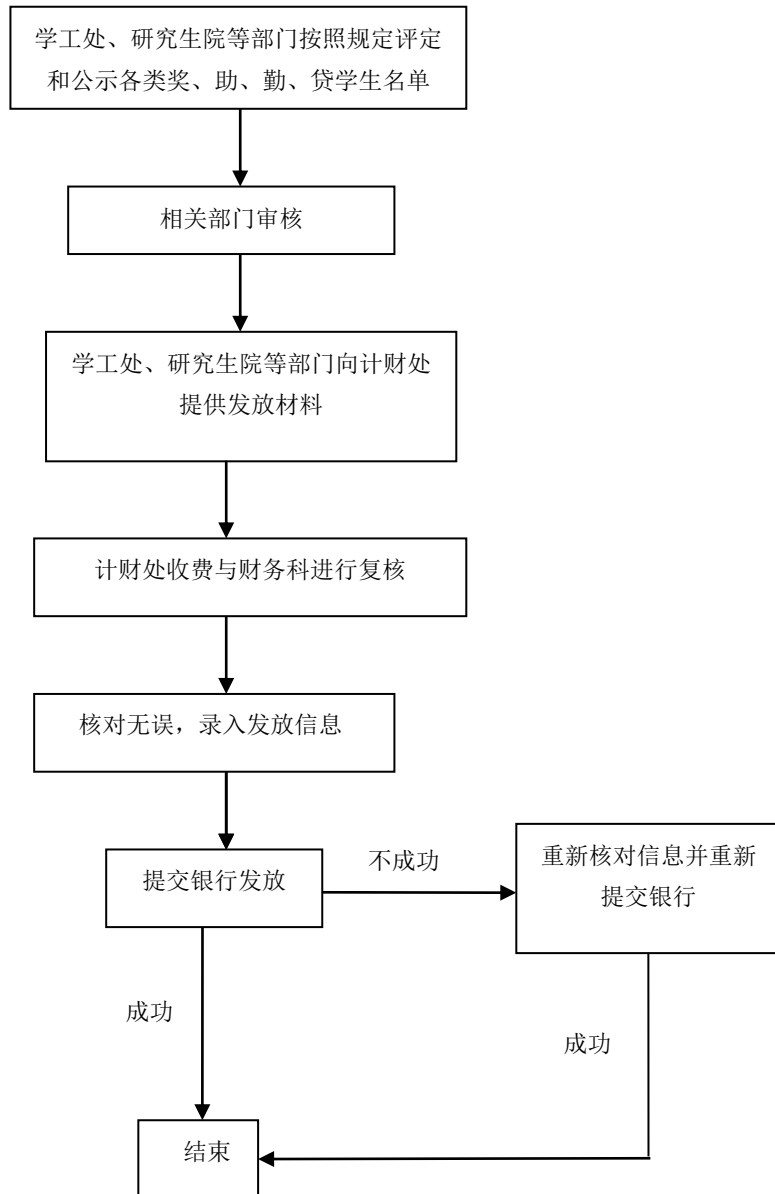 学工处、研究生院等部门按照规定评定
和公示各类奖、助、勤、贷学生名单
相关部门审核
学工处、研究生院等部门向计财处
提供发放材料
计财处收费与财务科进行复核
核对无误，录入发放信息
提交银行发放
不成功
重新核对信息并重新
提交银行
成功
成功
结束